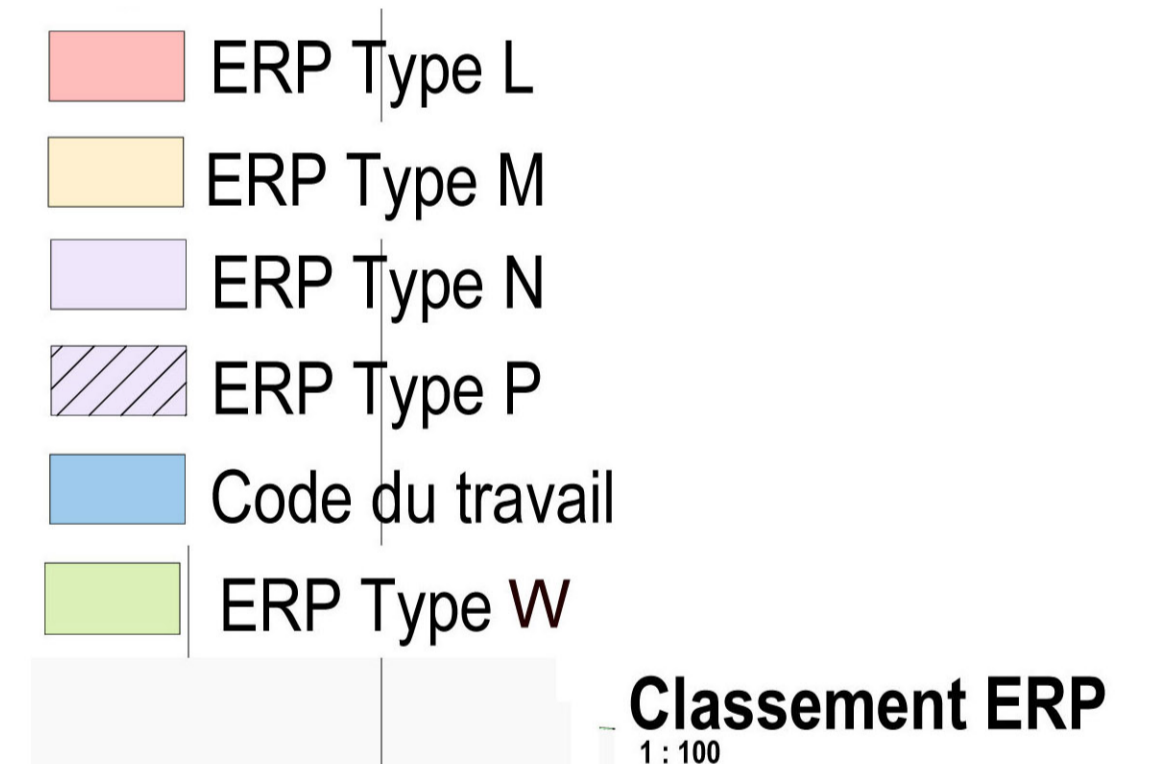 ERP Type L
ERP Type M
ERP Type N
ERP Type P
Code du travail
ERP Type W
Classement ERP
1 : 100